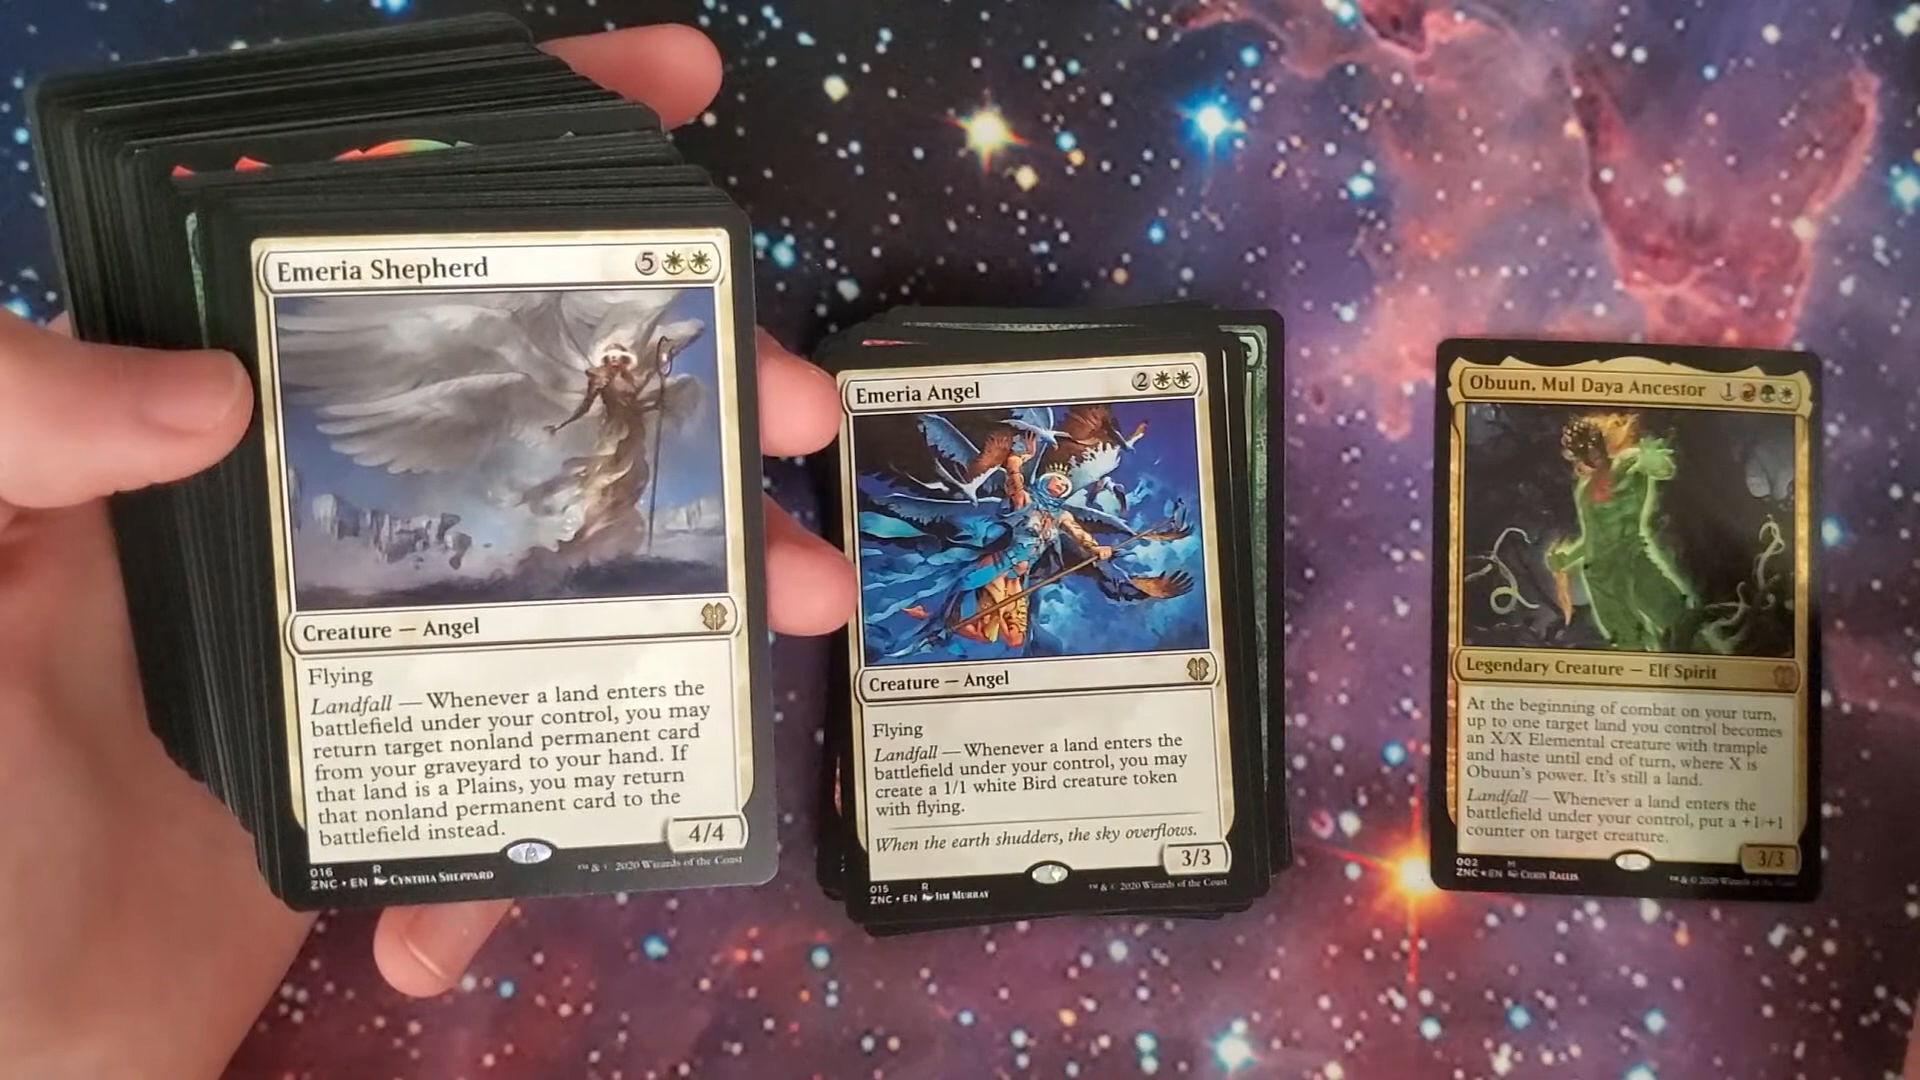 Emeria Shepherd 5
Creature — Angel
Flying
Landfall — Whenever a land enters the
battlefield under your control, you may
return target nonland permanent card
from your graveyard to your hand. If
that land is a Plains, you may return
that nonland permanent card to the
battlefield instead.
4/4
016 R
ZNC • EN Cynthia Sheppard
™ & © 2020 Wizards of the Coast
Emeria Angel 2
Creature — Angel
Flying
Landfall — Whenever a land enters the
battlefield under your control, you may
create a 1/1 white Bird creature token
with flying.
When the earth shudders, the sky overflows.
3/3
015 R
ZNC • EN Jim Murray
™ & © 2020 Wizards of the Coast
Obuun, Mul Daya Ancestor 1
Legendary Creature — Elf Spirit
At the beginning of combat on your turn,
up to one target land you control becomes
an X/X Elemental creature with trample
and haste until end of turn, where X is
Obuun's power. It's still a land.
Landfall — Whenever a land enters the
battlefield under your control, put a +1/+1
counter on target creature.
3/3
002 M
ZNC ★ EN Chris Rallis
™ & © 2020 Wizards of the Coast